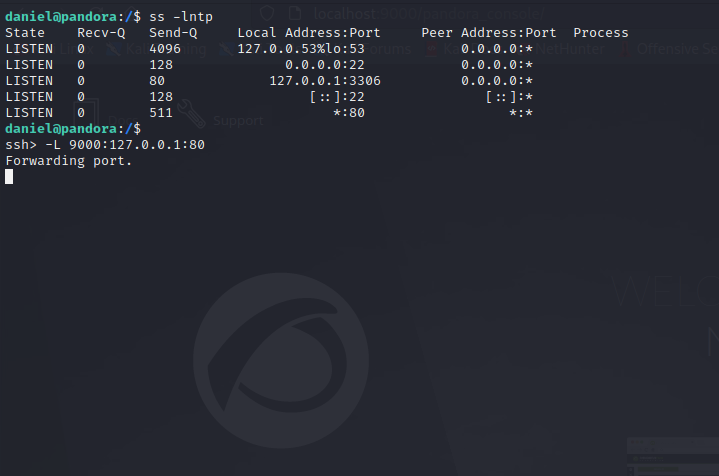 daniel@pandora:/$ ss -lntp
State Recv-Q Send-Q Local Address:Port Peer Address:Port Process
LISTEN 0 4096 127.0.0.53%lo:53 0.0.0.0:*
LISTEN 0 128 0.0.0.0:22 0.0.0.0:*
LISTEN 0 80 127.0.0.1:3306 0.0.0.0:*
LISTEN 0 128 [::]:22 [::]:*
LISTEN 0 511 *:80 *:*
daniel@pandora:/$
ssh> -L 9000:127.0.0.1:80
Forwarding port.
Support